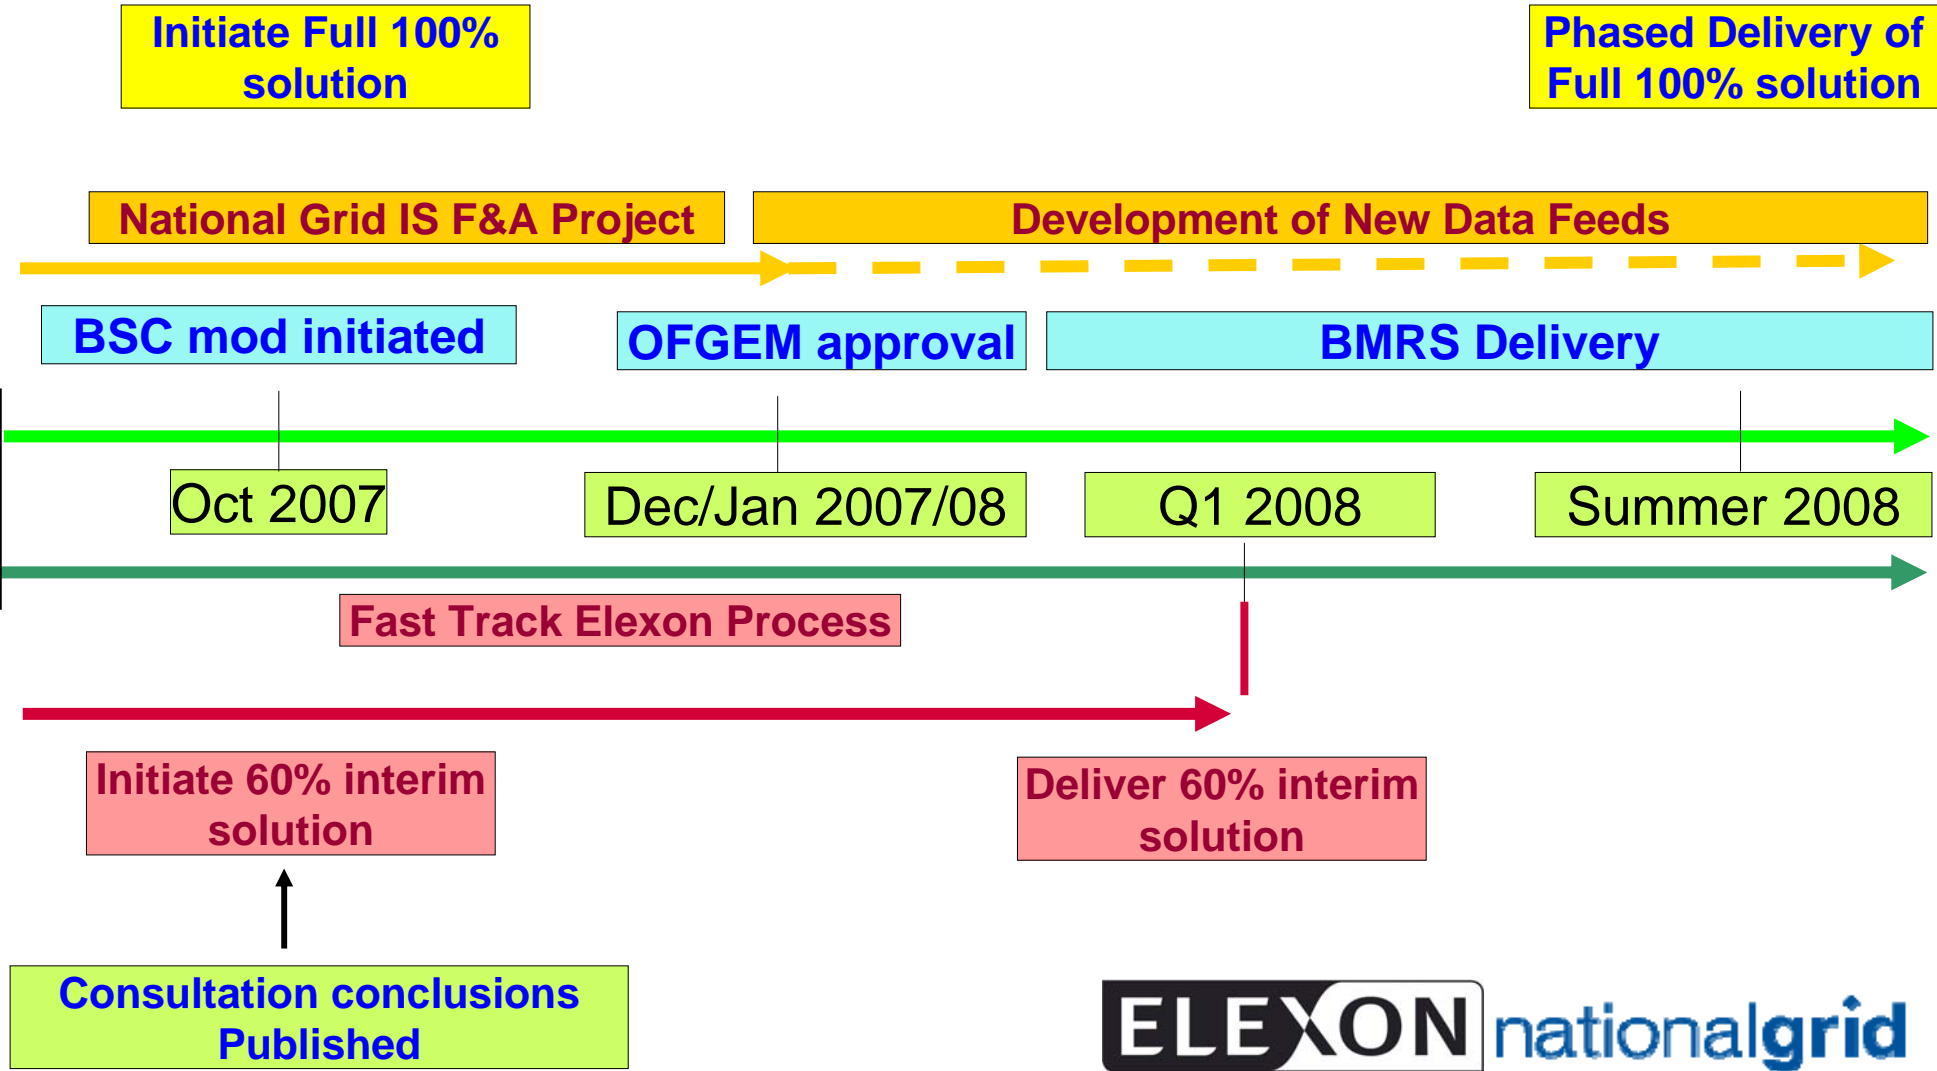 Initiate Full 100%
solution
Phased Delivery of
Full 100% solution
National Grid IS F&A Project
Development of New Data Feeds
BSC mod initiated
OFGEM approval
BMRS Delivery
Oct 2007
Dec/Jan 2007/08
Q1 2008
Summer 2008
Fast Track Elexon Process
Initiate 60% interim
solution
Deliver 60% interim
solution
Consultation conclusions
Published
ELEXON
nationalgrid